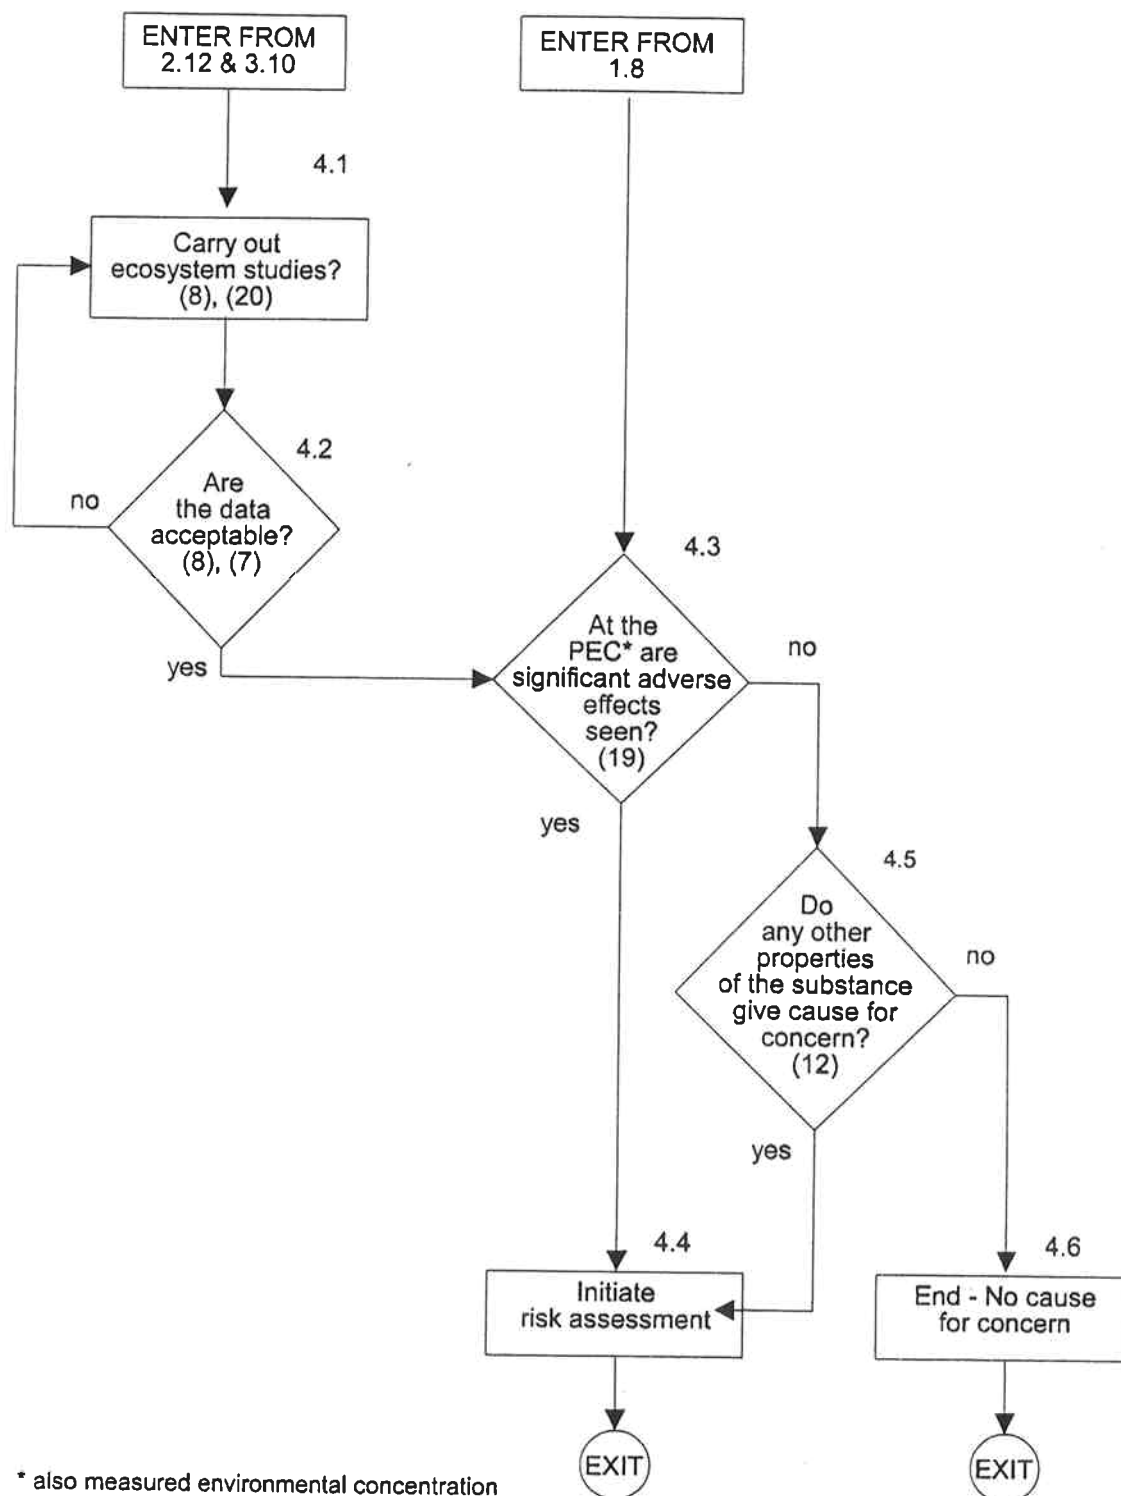 ENTER FROM
2.12 & 3.10
ENTER FROM
1.8
4.1
Carry out
ecosystem studies?
(8), (20)
4.2
Are
the data
acceptable?
(8), (7)
no
yes
4.3
At the
PEC* are
significant adverse
effects
seen?
(19)
no
yes
4.5
Do
any other
properties
of the substance
give cause for
concern?
(12)
no
yes
4.4
Initiate
risk assessment
4.6
End - No cause
for concern
EXIT
EXIT
* also measured environmental concentration